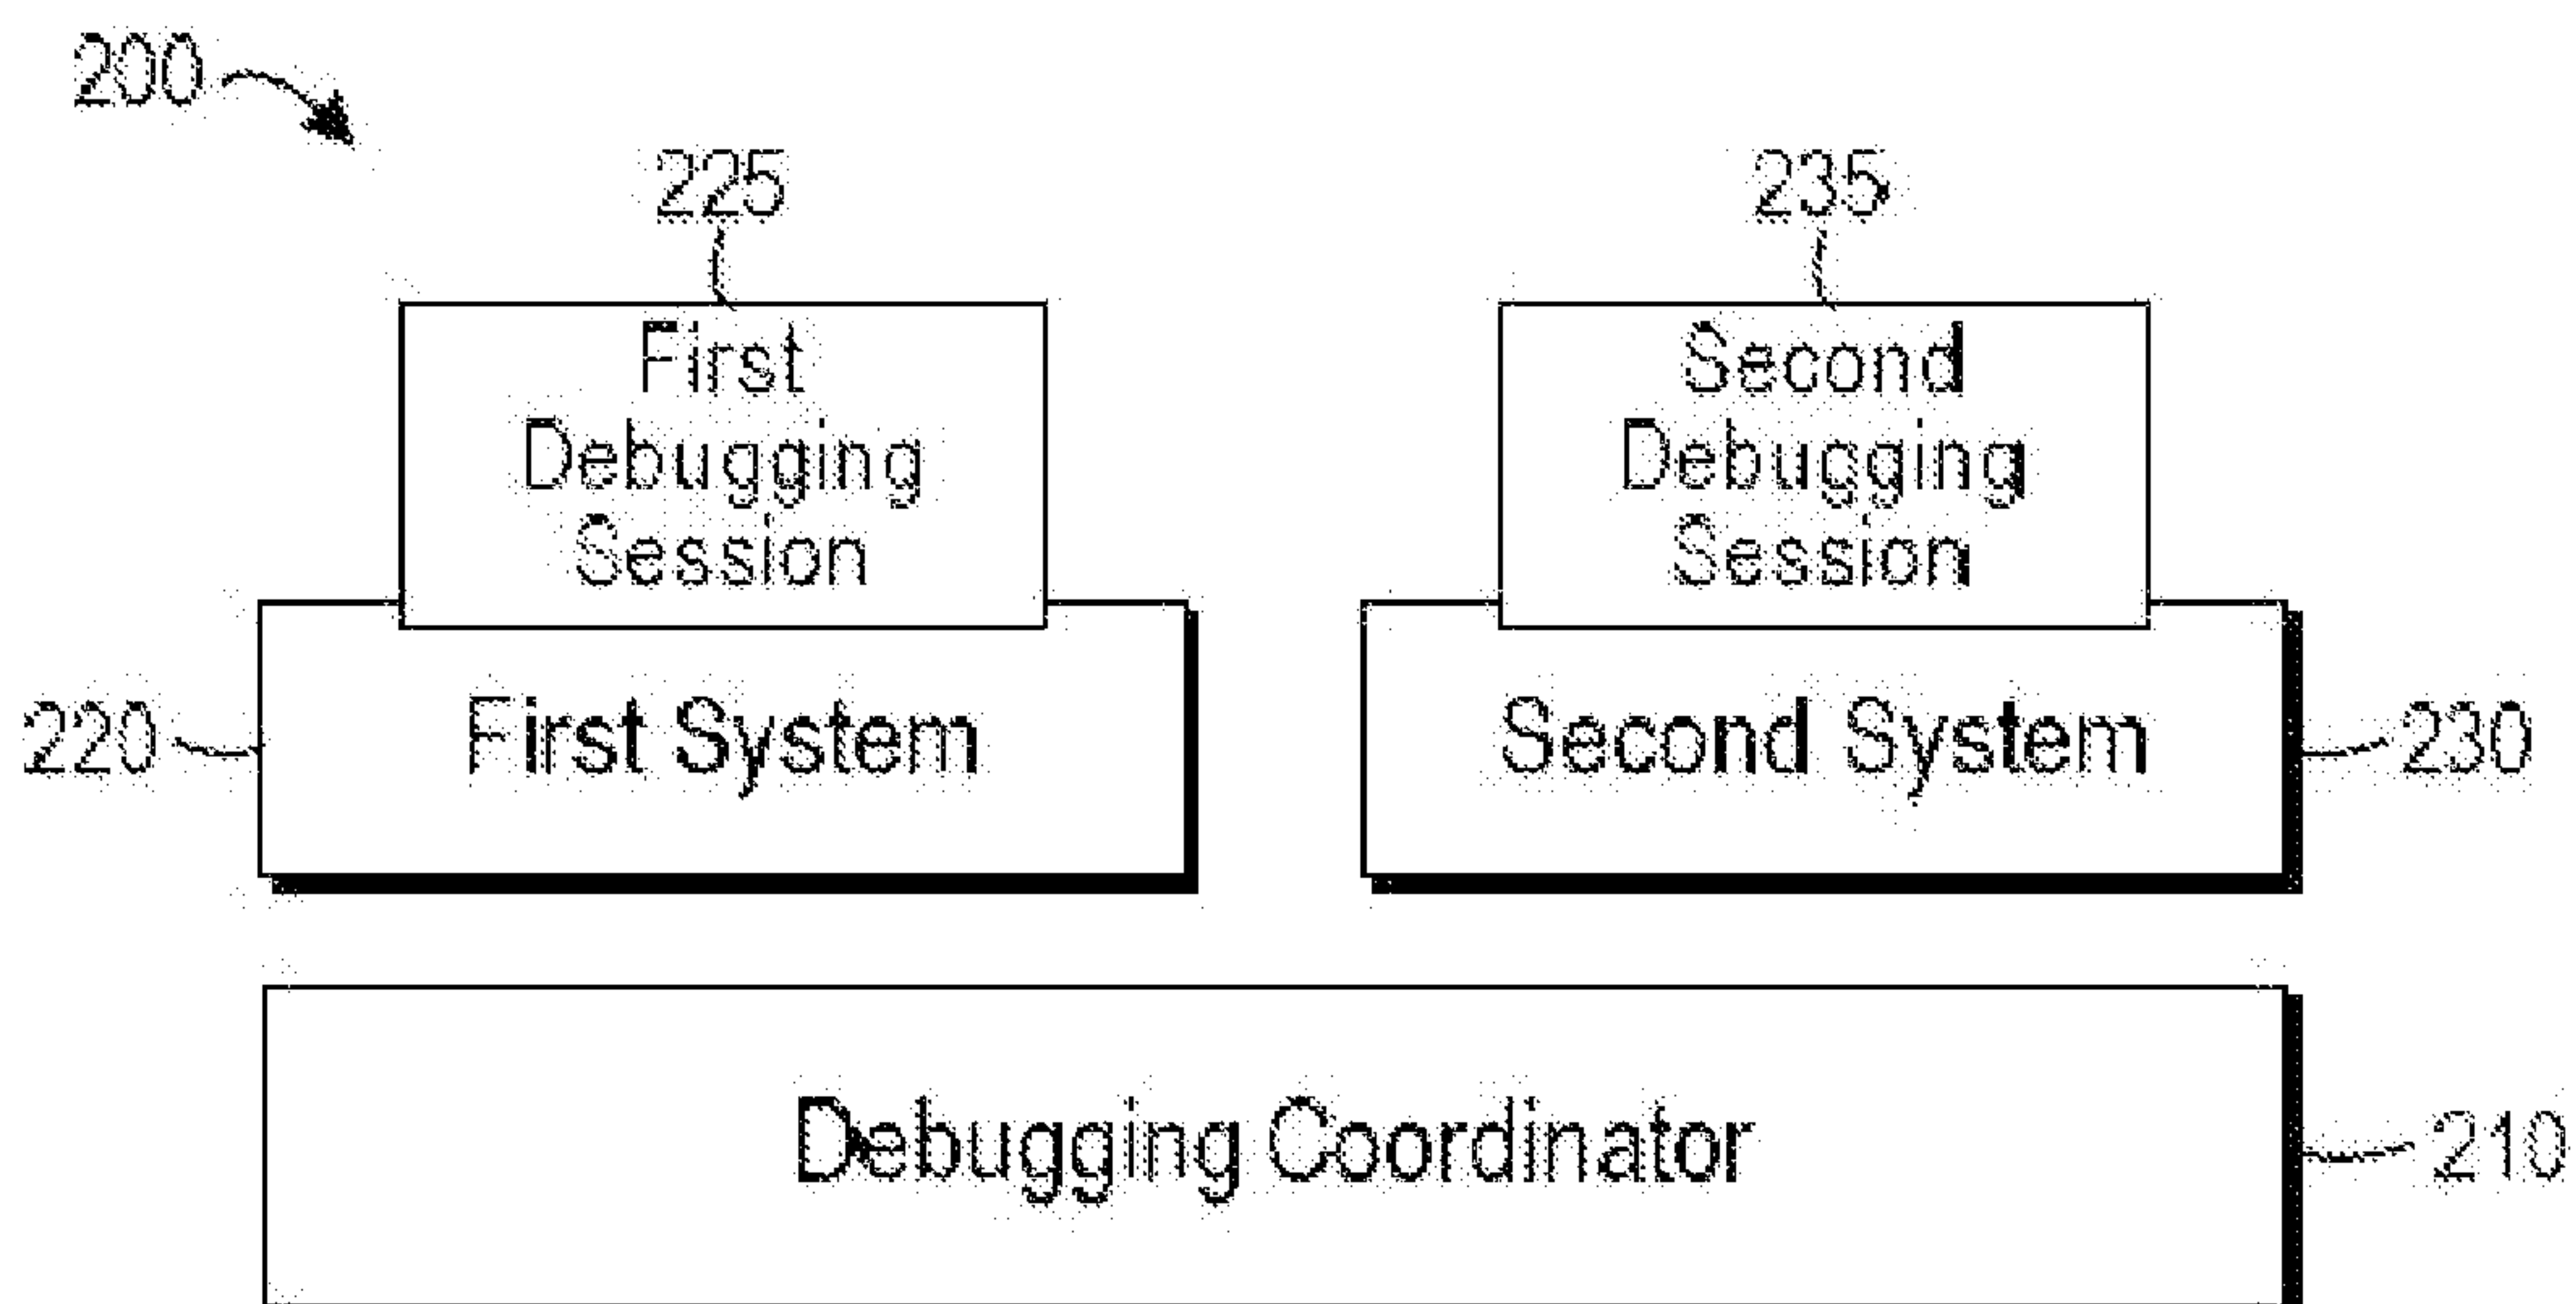 200
225
235
First
Debugging
Session
Second
Debugging
Session
220
First System
Second System
230
Debugging Coordinator
210